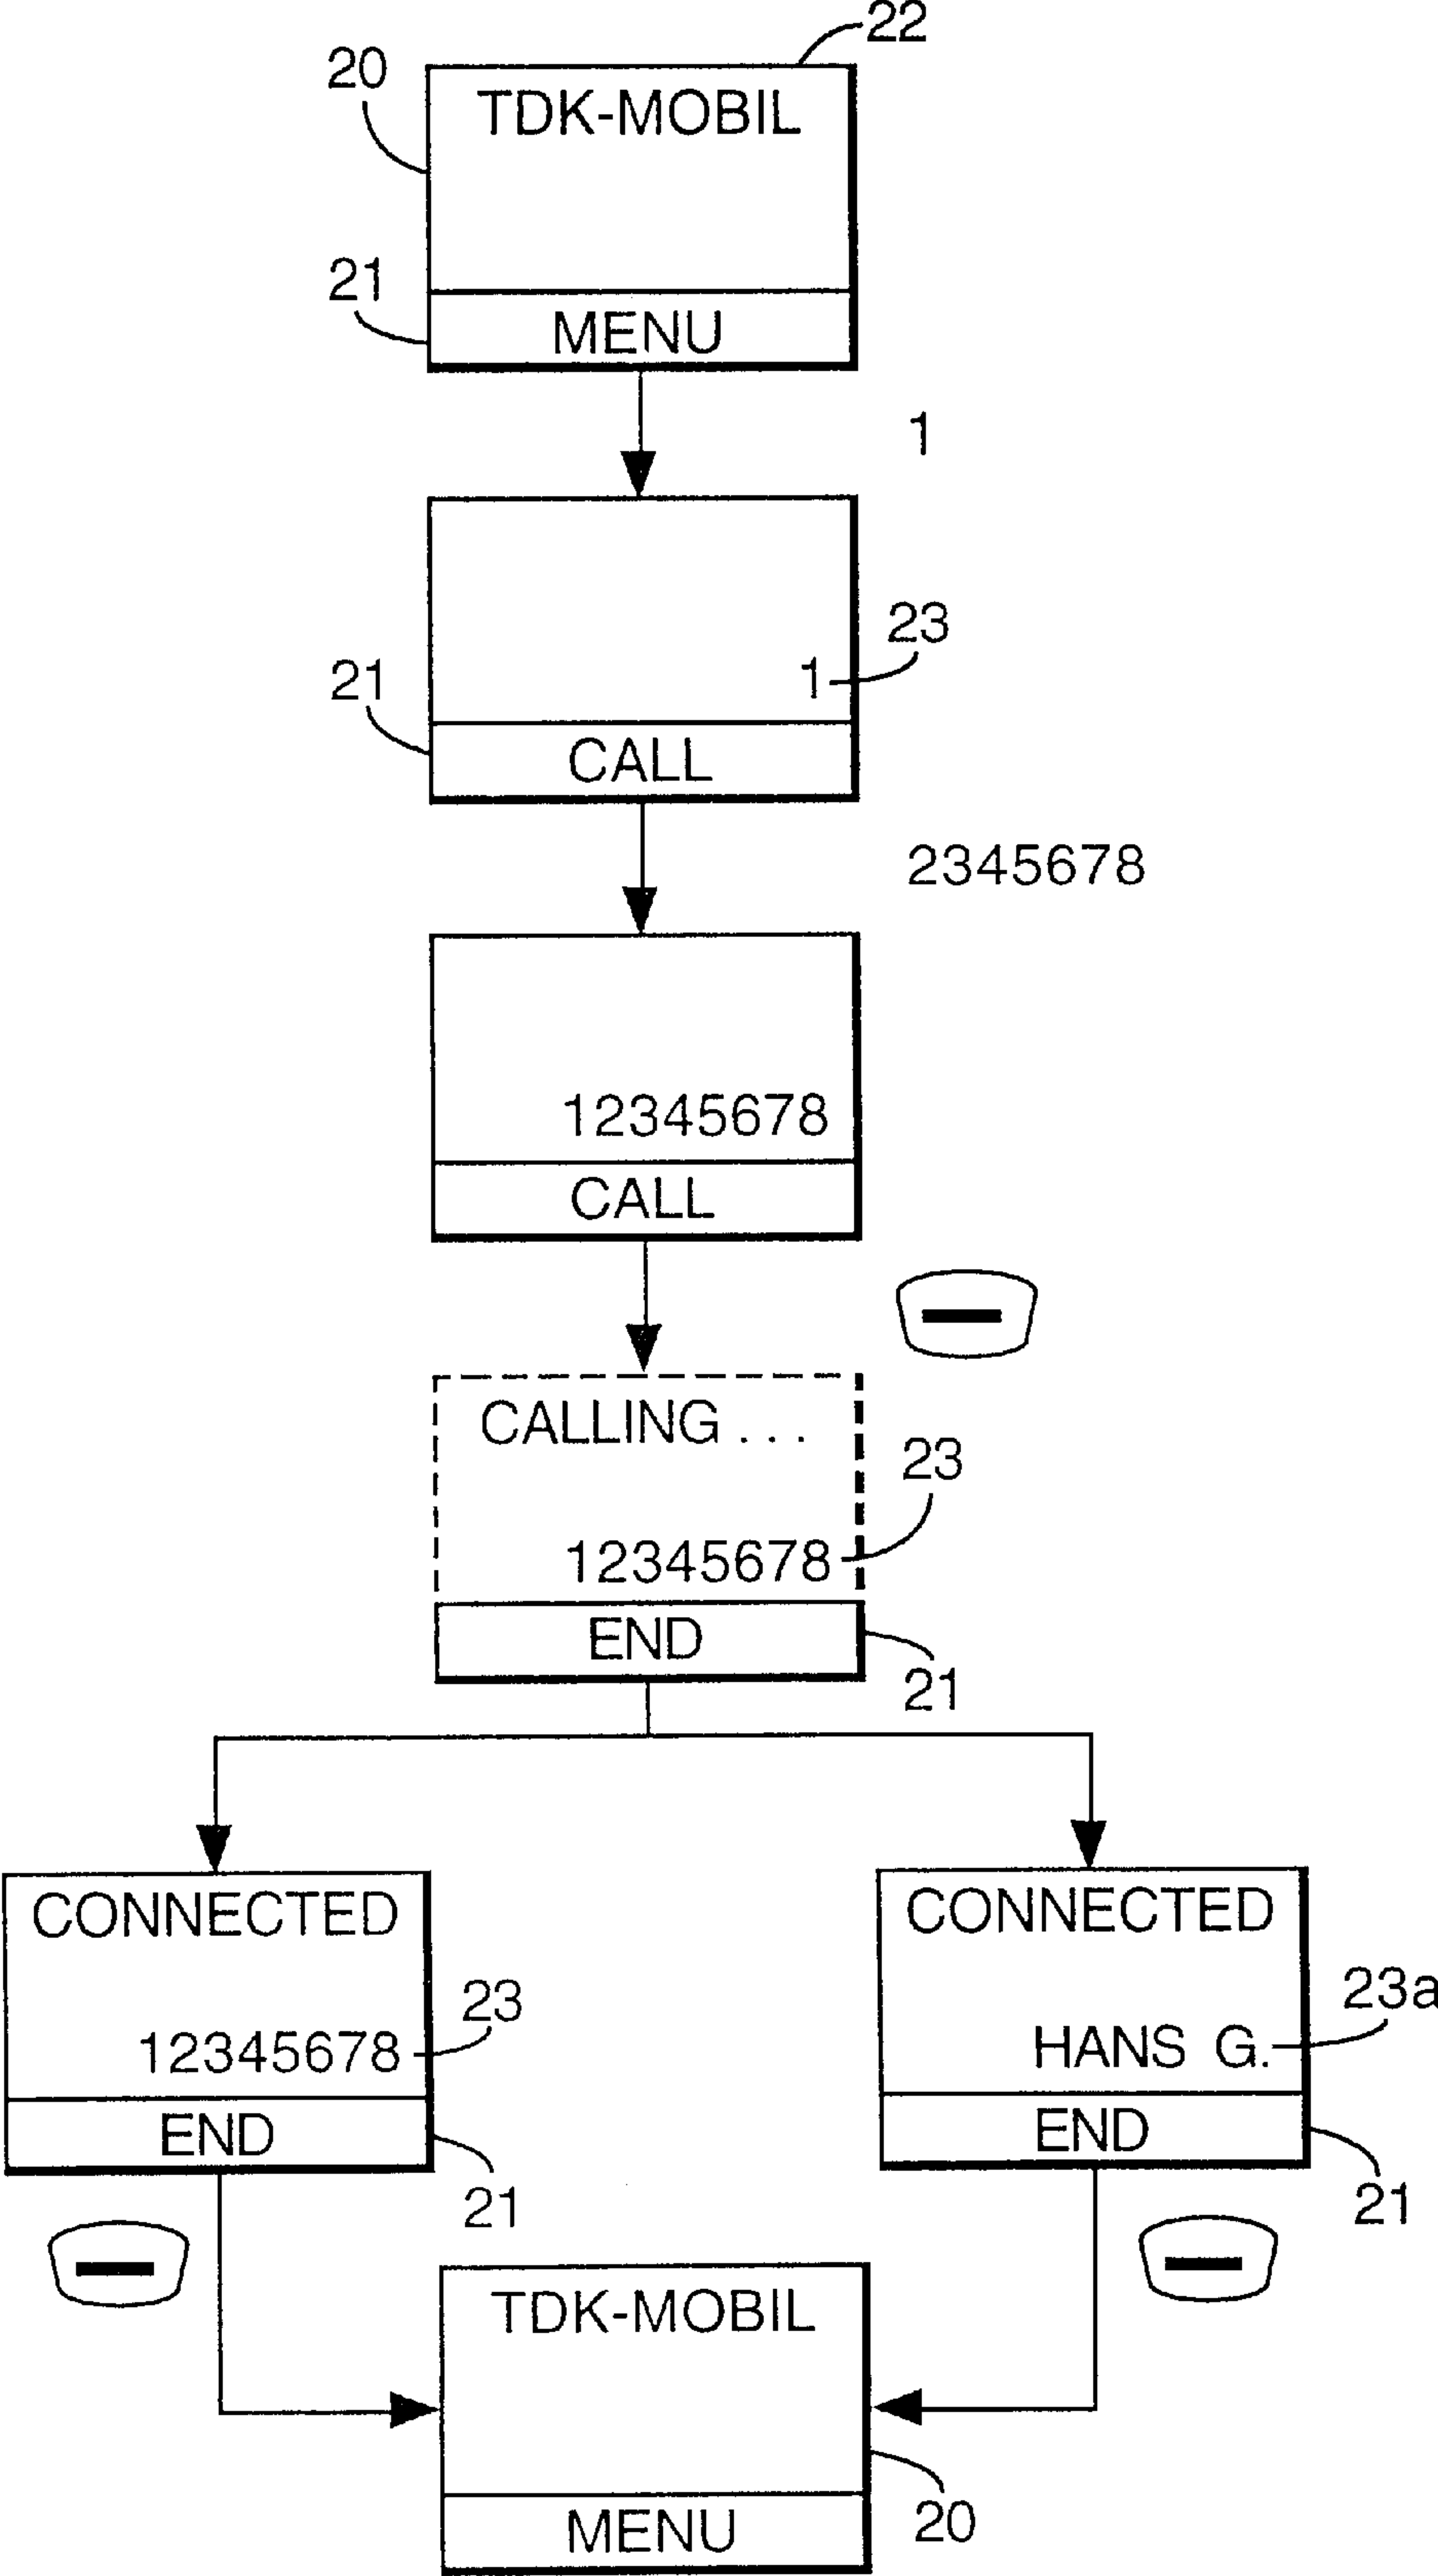 22
20
TDK-MOBIL
21
MENU
1
23
1
21
CALL
2345678
12345678
CALL
CALLING . . .
23
12345678
END
21
CONNECTED
CONNECTED
23
23a
12345678
HANS G.
END
END
21
21
TDK-MOBIL
20
MENU